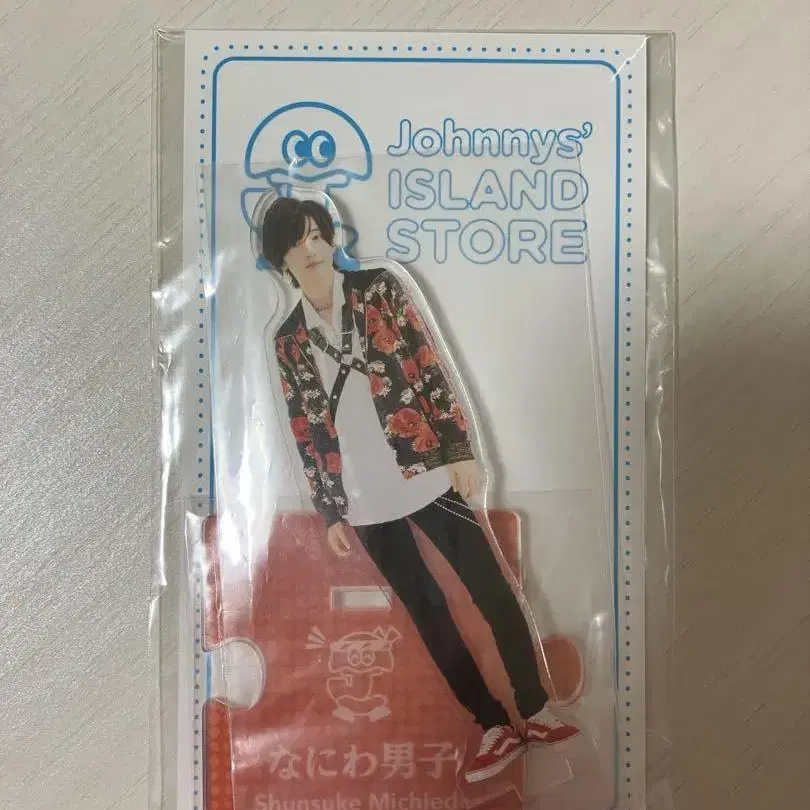 Johnnys'
ISLAND
STORE
なにわ男子
Shunsuke Michieda